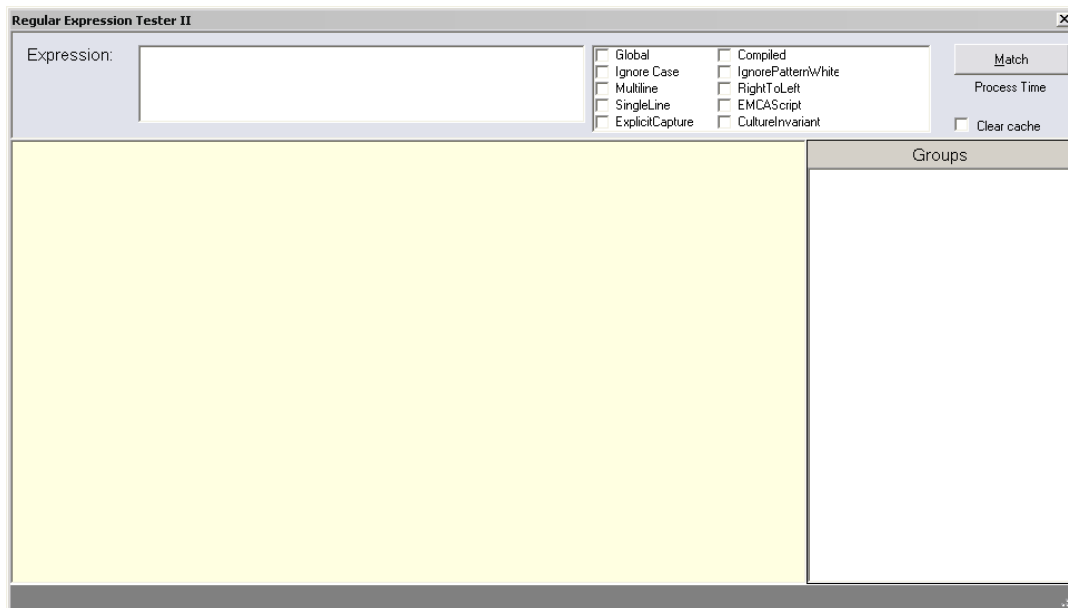 Regular Expression Tester II
Expression:
Global
Compiled
Match
Ignore Case
IgnorePatternWhite
Multiline
RightToLeft
Process Time
SingleLine
EMCAScript
ExplicitCapture
CultureInvariant
Clear cache
Groups